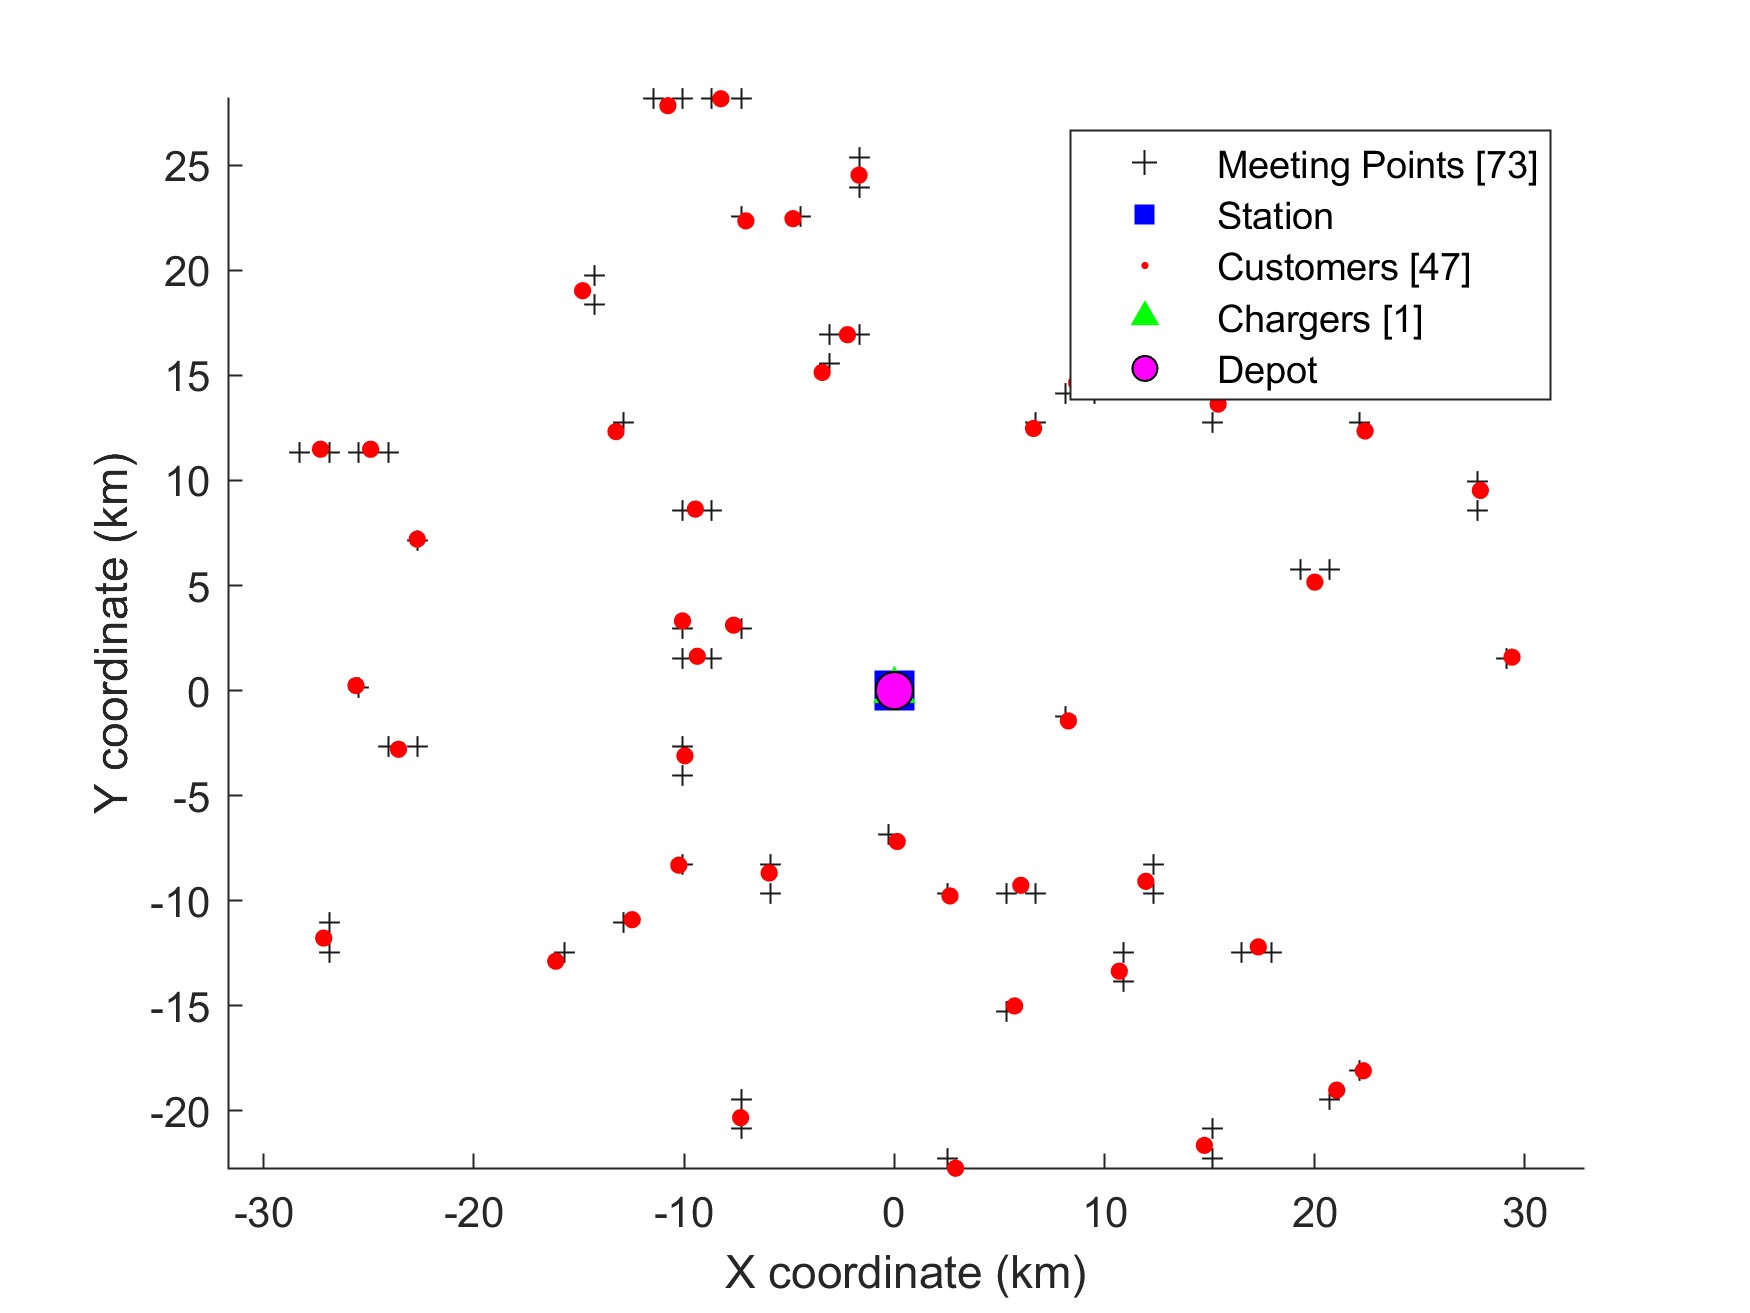 25
20
15
10
5
0
-5
-10
-15
-20
-30
-20
-10
0
10
20
30
Y coordinate (km)
X coordinate (km)
Meeting Points [73]
Station
Customers [47]
Chargers [1]
Depot